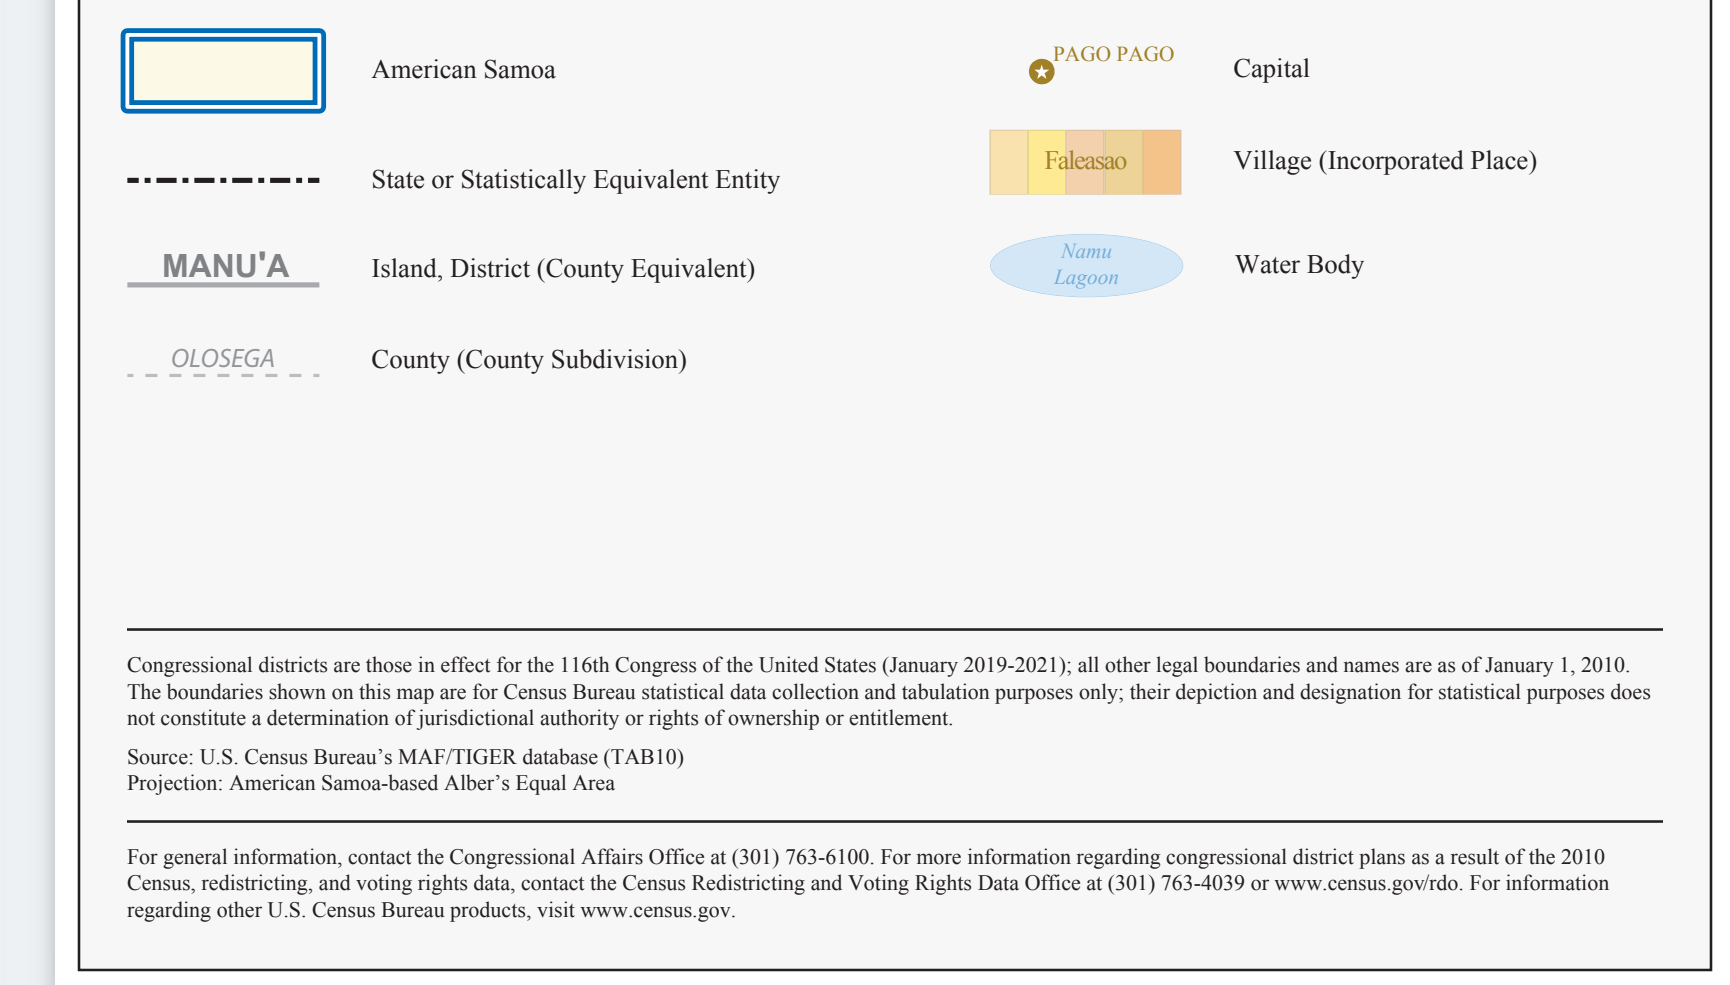 American Samoa
State or Statistically Equivalent Entity
MANU'A
Island, District (County Equivalent)
OLOSEGA
County (County Subdivision)
PAGO PAGO
Capital
Faleasao
Village (Incorporated Place)
Namu
Lagoon
Water Body
Congressional districts are those in effect for the 116th Congress of the United States (January 2019-2021); all other legal boundaries and names are as of January 1, 2010.
The boundaries shown on this map are for Census Bureau statistical data collection and tabulation purposes only; their depiction and designation for statistical purposes does
not constitute a determination of jurisdictional authority or rights of ownership or entitlement.
Source: U.S. Census Bureau’s MAF/TIGER database (TAB10)
Projection: American Samoa-based Alber’s Equal Area
For general information, contact the Congressional Affairs Office at (301) 763-6100. For more information regarding congressional district plans as a result of the 2010
Census, redistricting, and voting rights data, contact the Census Redistricting and Voting Rights Data Office at (301) 763-4039 or www.census.gov/rdo. For information
regarding other U.S. Census Bureau products, visit www.census.gov.